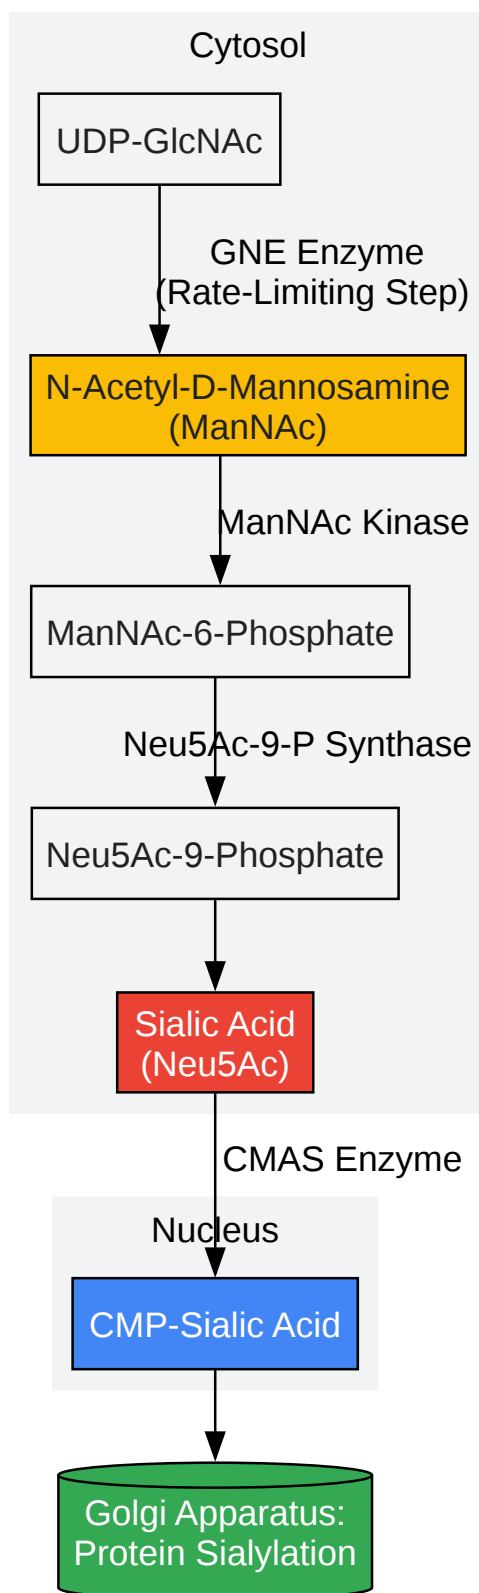 Cytosol
UDP-GlcNAc
GNE Enzyme
(Rate-Limiting Step)
N-Acetyl-D-Mannosamine
(ManNAc)
ManNAc Kinase
ManNAc-6-Phosphate
Neu5Ac-9-P Synthase
Neu5Ac-9-Phosphate
Sialic Acid
(Neu5Ac)
CMAS Enzyme
Nucleus
CMP-Sialic Acid
Golgi Apparatus:
Protein Sialylation